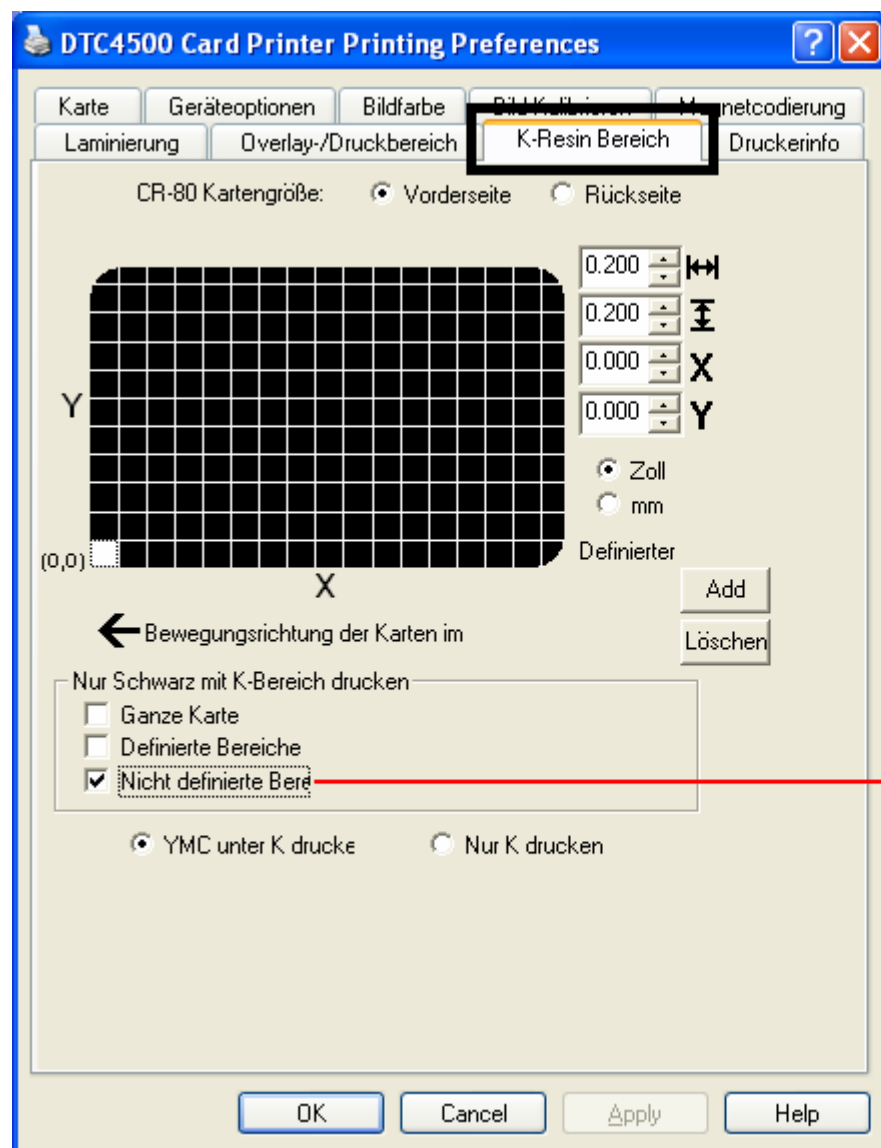 DTC4500 Card Printer Printing Preferences
Karte Geräteoptionen Bildfarbe Bild Kalibrieren Magnetcodierung
Laminierung Overlay-/Druckbereich K-Resin Bereich Druckerinfo
CR-80 Kartengröße: Vorderseite Rückseite
0.200
0.200
0.000 X
0.000 Y
Y
Zoll
mm
(0,0)
Definierter
X
Add
Bewegungsrichtung der Karten im
Löschen
Nur Schwarz mit K-Bereich drucken
Ganze Karte
Definierte Bereiche
Nicht definierte Bere
YMC unter K drucke Nur K drucken
OK Cancel Apply Help